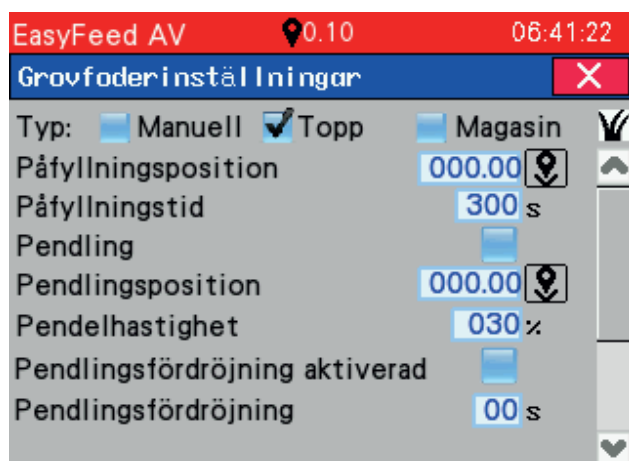 EasyFeed AV 0.10 06:41:22
Grovfoderinställningar
Typ: Manuell Topp Magasin
Påfyllningsposition 000.00
Påfyllningstid 300 s
Pendling
Pendlingsposition 000.00
Pendelhastighet 030 %
Pendlingsfördröjning aktiverad
Pendlingsfördröjning 00 s